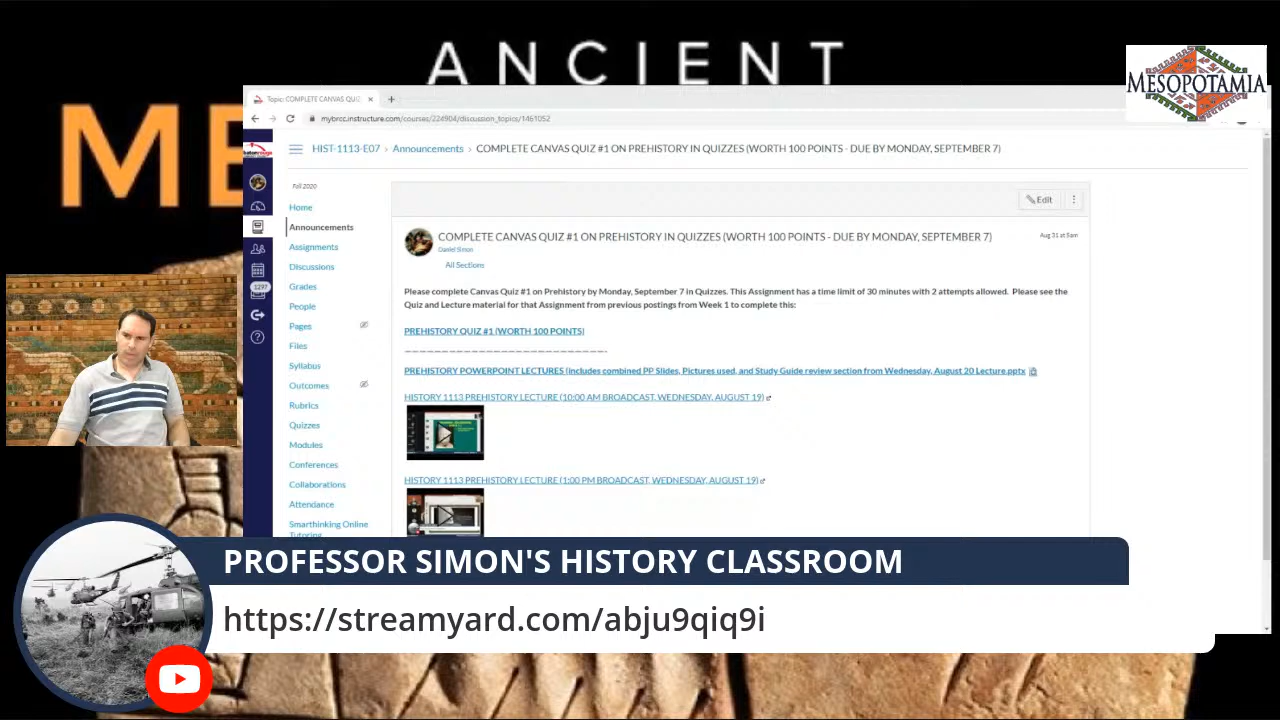 ANCIENT
ME
MESOPOTAMIA
Topic: COMPLETE CANVAS QUIZ
mybrcc.instructure.com/courses/224904/discussion_topics/1461052
HIST-1113-E07 › Announcements › COMPLETE CANVAS QUIZ #1 ON PREHISTORY IN QUIZZES (WORTH 100 POINTS - DUE BY MONDAY, SEPTEMBER 7)
Fall 2020
Home
Announcements
Assignments
Discussions
Grades
People
Pages
Files
Syllabus
Outcomes
Rubrics
Quizzes
Modules
Conferences
Collaborations
Attendance
Smarthinking Online
Tutoring
1297
Edit
COMPLETE CANVAS QUIZ #1 ON PREHISTORY IN QUIZZES (WORTH 100 POINTS - DUE BY MONDAY, SEPTEMBER 7)
Aug 31 at 5am
Daniel Simon
All Sections
Please complete Canvas Quiz #1 on Prehistory by Monday, September 7 in Quizzes. This Assignment has a time limit of 30 minutes with 2 attempts allowed. Please see the
Quiz and Lecture material for that Assignment from previous postings from Week 1 to complete this:
PREHISTORY QUIZ #1 (WORTH 100 POINTS)
PREHISTORY POWERPOINT LECTURES (includes combined PP Slides, Pictures used, and Study Guide review section from Wednesday, August 20 Lecture.pptx
HISTORY 1113 PREHISTORY LECTURE (10:00 AM BROADCAST, WEDNESDAY, AUGUST 19)
HISTORY 1113 PREHISTORY LECTURE (1:00 PM BROADCAST, WEDNESDAY, AUGUST 19)
PROFESSOR SIMON'S HISTORY CLASSROOM
https://streamyard.com/abju9qiq9i